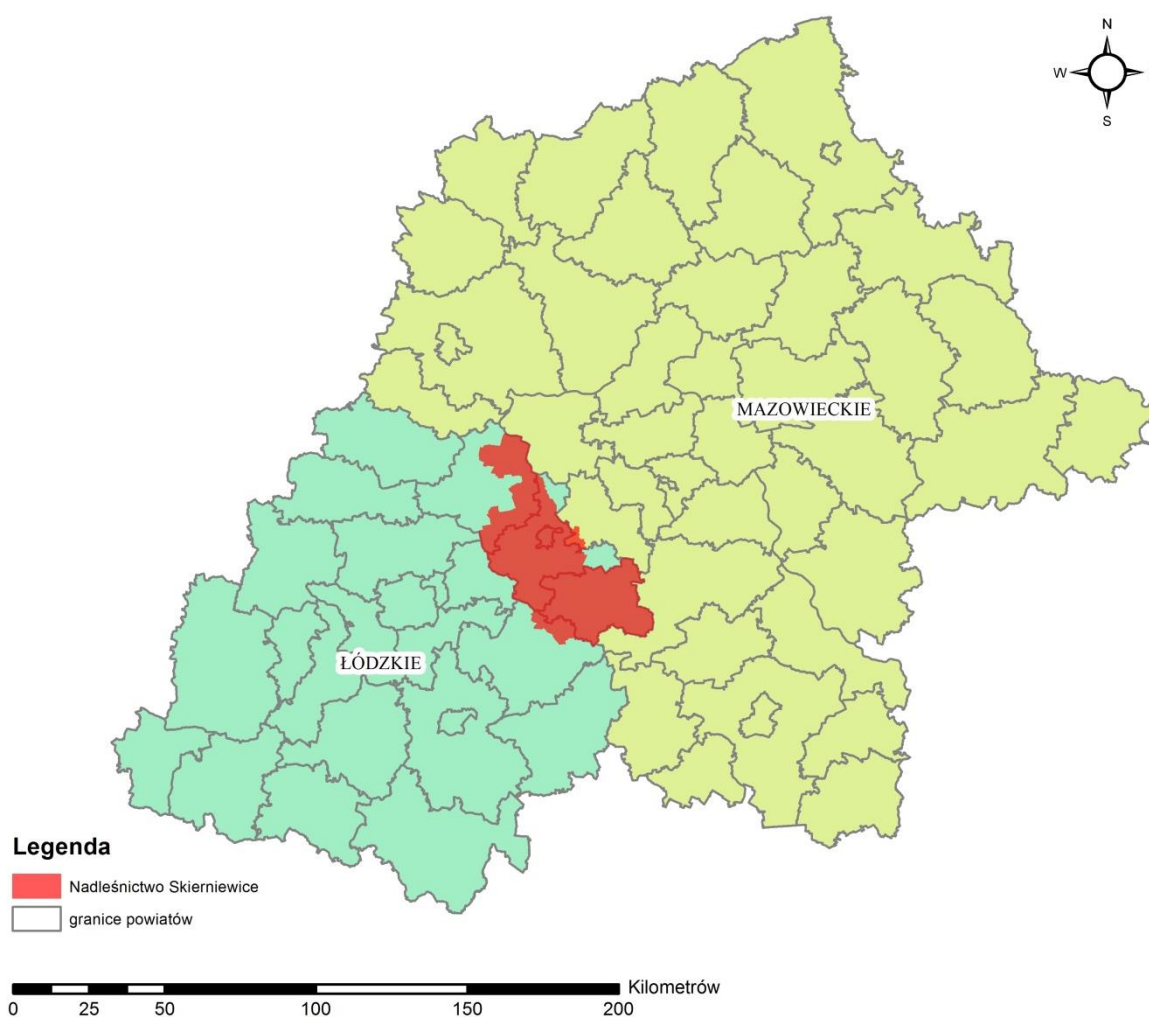 N
W
S
MAZOWIECKIE
ŁÓDZKIE
Legenda
Nadleśnictwo Skierniewice
granice powiatów
Kilometrów
0 25 50 100 150 200